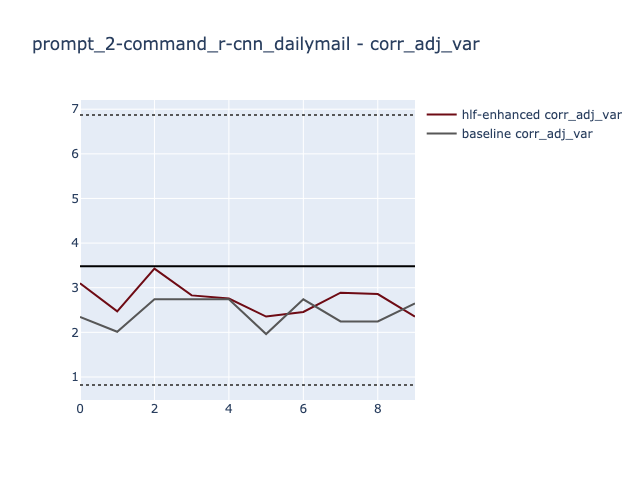 prompt_2-command_r-cnn_dailymail - corr_adj_var
hlf-enhanced corr_adj_var
baseline corr_adj_var
7
6
5
4
3
2
1
0 2 4 6 8